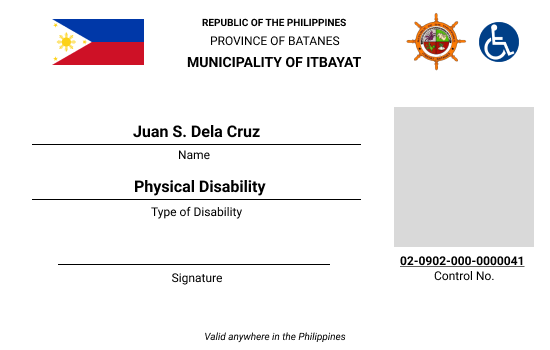 REPUBLIC OF THE PHILIPPINES
PROVINCE OF BATANES
MUNICIPALITY OF ITBAYAT
Juan S. Dela Cruz
Name
Physical Disability
Type of Disability
Signature
02-0902-000-0000041
Control No.
Valid anywhere in the Philippines